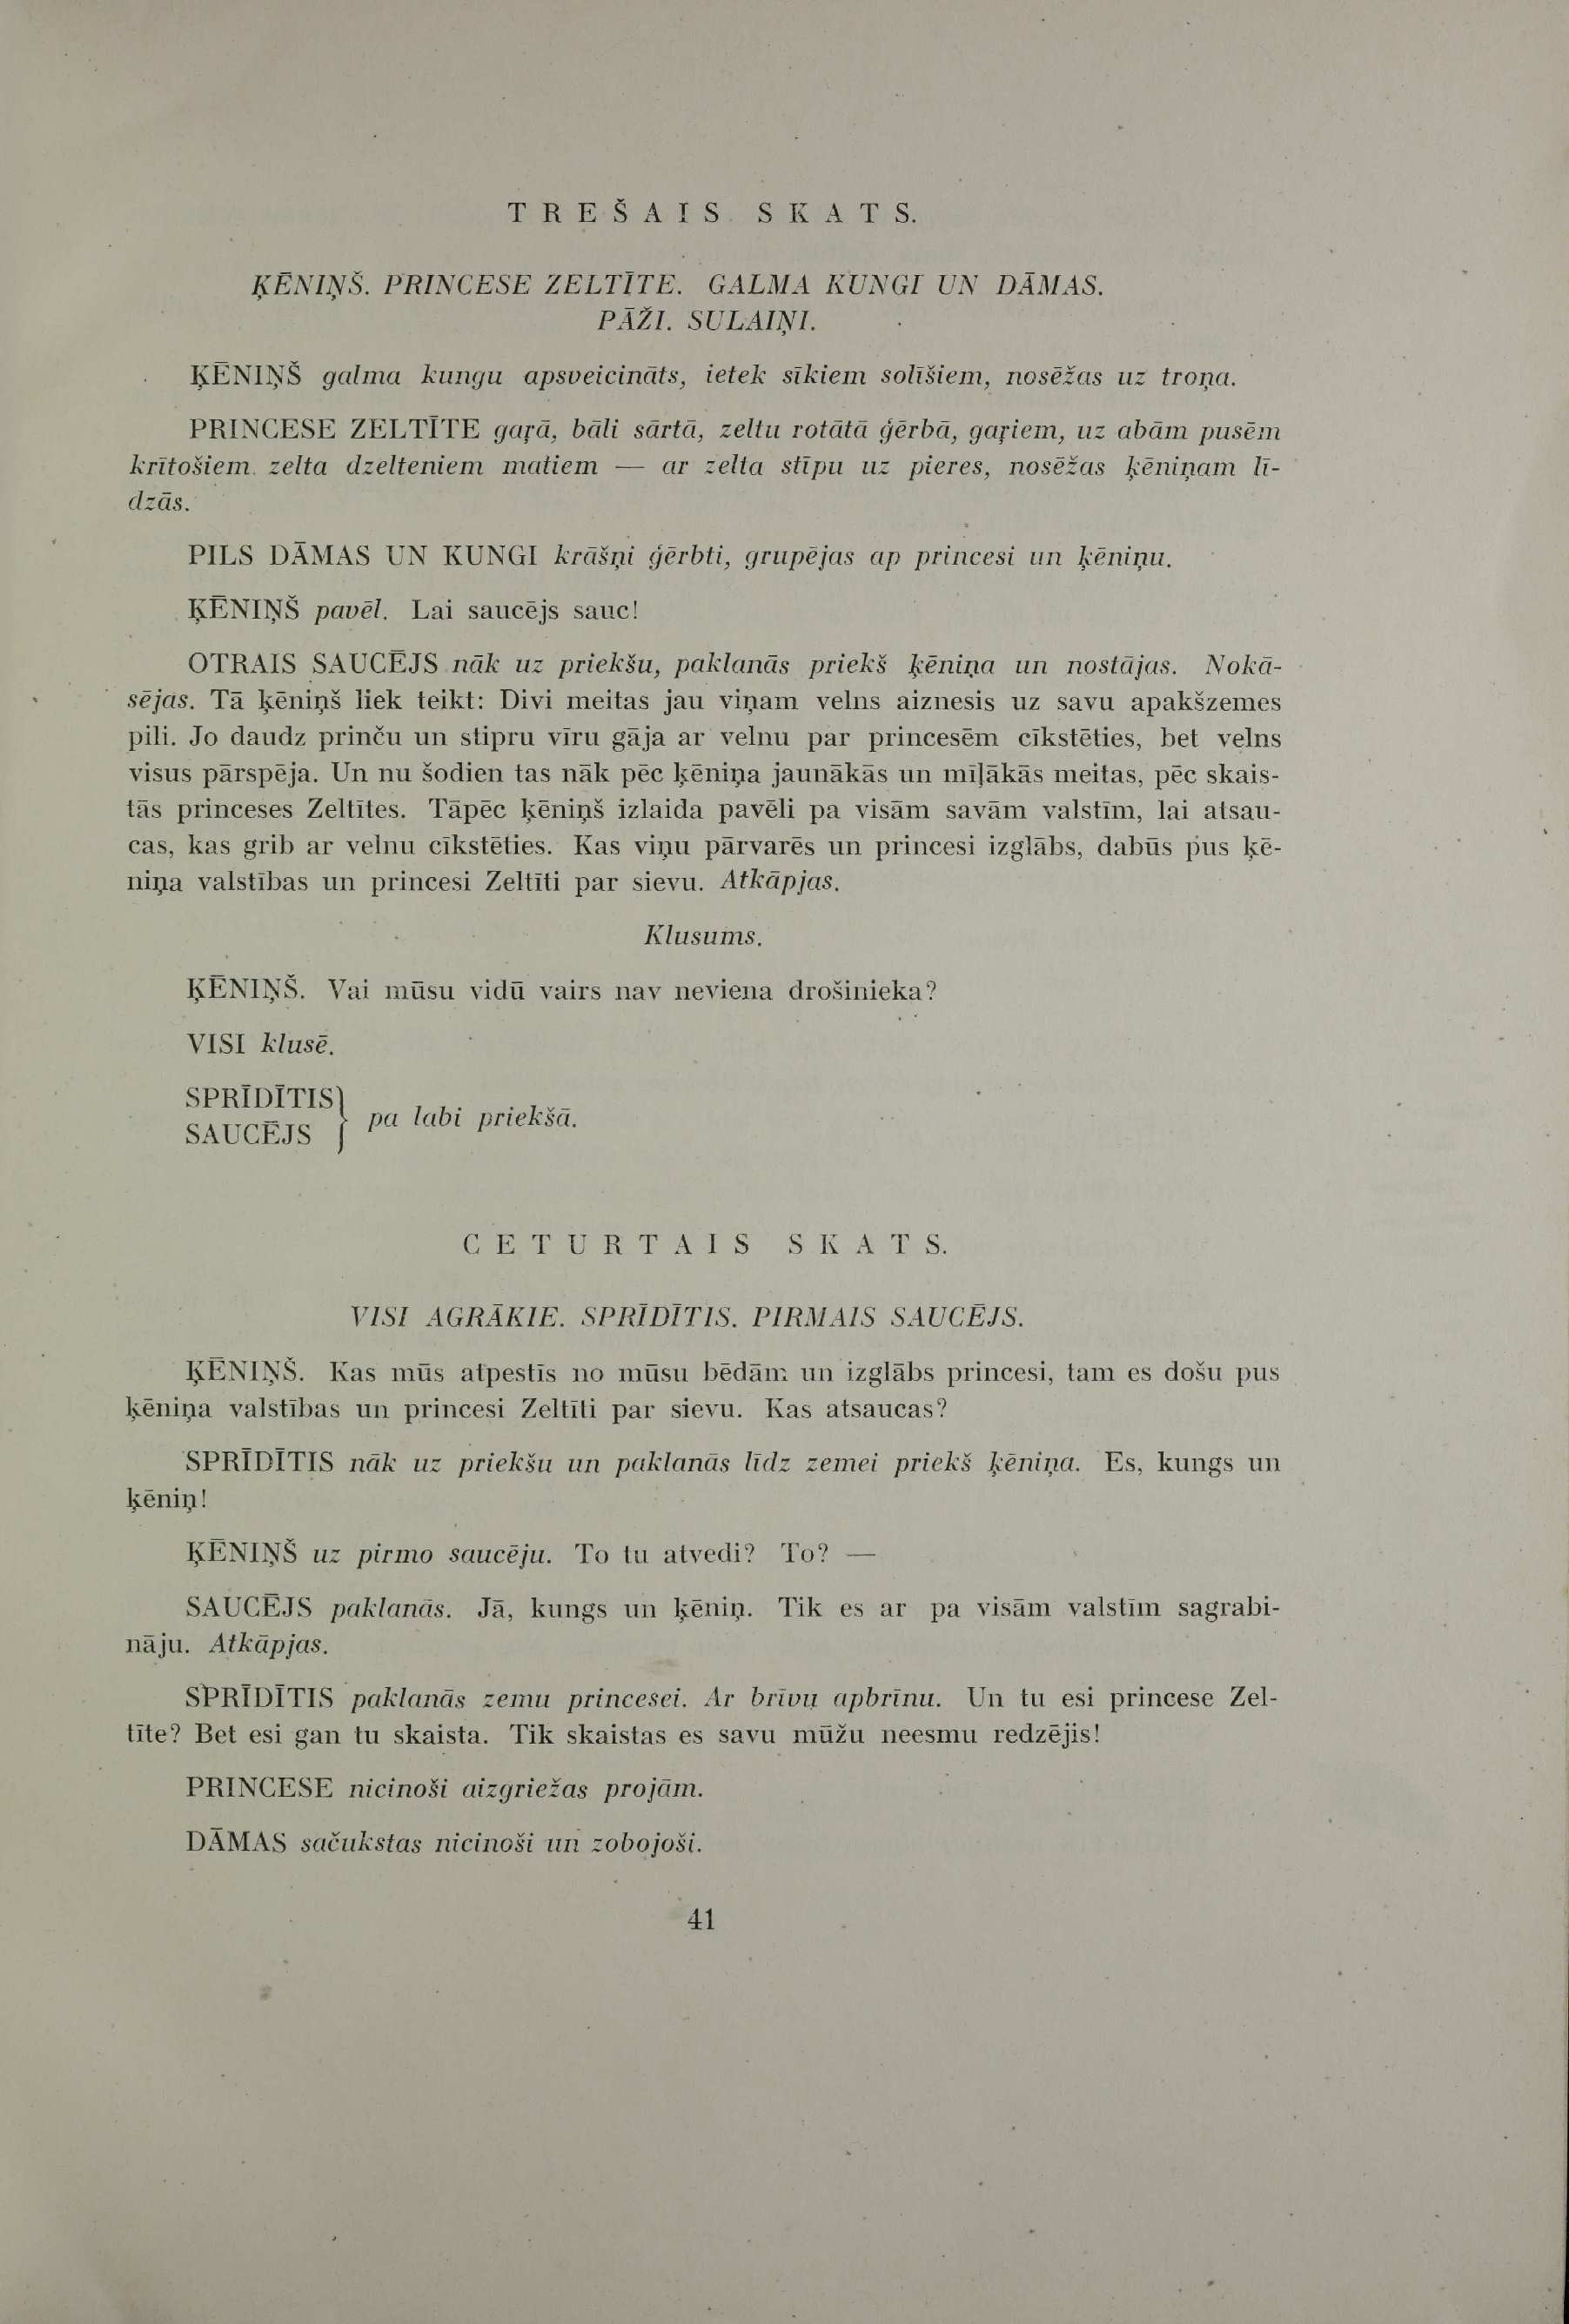 TREŠAIS SKATS.
ĶĒNIŅŠ. PRINCESE ZELTĪTE. GALMA KUNGI UN DĀMAS.
PĀŽI. SULAIŅI.
ĶĒNIŅŠ galma kungu apsveicināts, ietek sīkiem solīšiem, nosēžas uz troņa.
PRINCESE ZELTĪTE gaŗā, bāli sārtā, zeltu rotātā ģērbā, gaŗiem, uz abām pusēm
krītošiem zelta dzelteniem matiem — ar zelta stīpu uz pieres, nosēžas ķēniņam lī-
dzās.
PILS DĀMAS UN KUNGI krāšņi ģērbti, grupējas ap princesi un ķēniņu.
ĶĒNIŅŠ pavēl. Lai saucējs sauc!
OTRAIS SAUCĒJS nāk uz priekšu, paklanās priekš ķēniņa un nostājas. Nokā-
sējas. Tā ķēniņš liek teikt: Divi meitas jau viņam velns aiznesis uz savu apakšzemes
pili. Jo daudz prinču un stipru vīru gāja ar velnu par princesēm cīkstēties, bet velns
visus pārspēja. Un nu šodien tas nāk pēc ķēniņa jaunākās un mīļākās meitas, pēc skais-
tās princeses Zeltītes. Tāpēc ķēniņš izlaida pavēli pa visām savām valstīm, lai atsau-
cas, kas grib ar velnu cīkstēties. Kas viņu pārvarēs un princesi izglābs, dabūs pus ķē-
niņa valstības un princesi Zeltīti par sievu. Atkāpjas.
Klusums.
ĶĒNIŅŠ. Vai mūsu vidū vairs nav neviena drošinieka?
VISI klusē.
SPRĪDĪTIS}
SAUCĒJS } pa labi priekšā.
CETURTAIS SKATS.
VISI AGRĀKIE. SPRĪDĪTIS. PIRMAIS SAUCĒJS.
ĶĒNIŅŠ. Kas mūs atpestīs no mūsu bēdām un izglābs princesi, tam es došu pus
ķēniņa valstības un princesi Zeltīti par sievu. Kas atsaucas?
SPRĪDĪTIS nāk uz priekšu un paklanās līdz zemei priekš ķēniņa. Es, kungs un
ķēniņ!
ĶĒNIŅŠ uz pirmo saucēju. To tu atvedi? To? —
SAUCĒJS paklanās. Jā, kungs un ķēniņ. Tik es ar pa visām valstīm sagrabi-
nāju. Atkāpjas.
SPRĪDĪTIS paklanās zemu princesei. Ar brīvu apbrīnu. Un tu esi princese Zel-
tīte? Bet esi gan tu skaista. Tik skaistas es savu mūžu neesmu redzējis!
PRINCESE nicinoši aizgriežas projām.
DĀMAS sačukstas nicinoši un zobojoši.
41